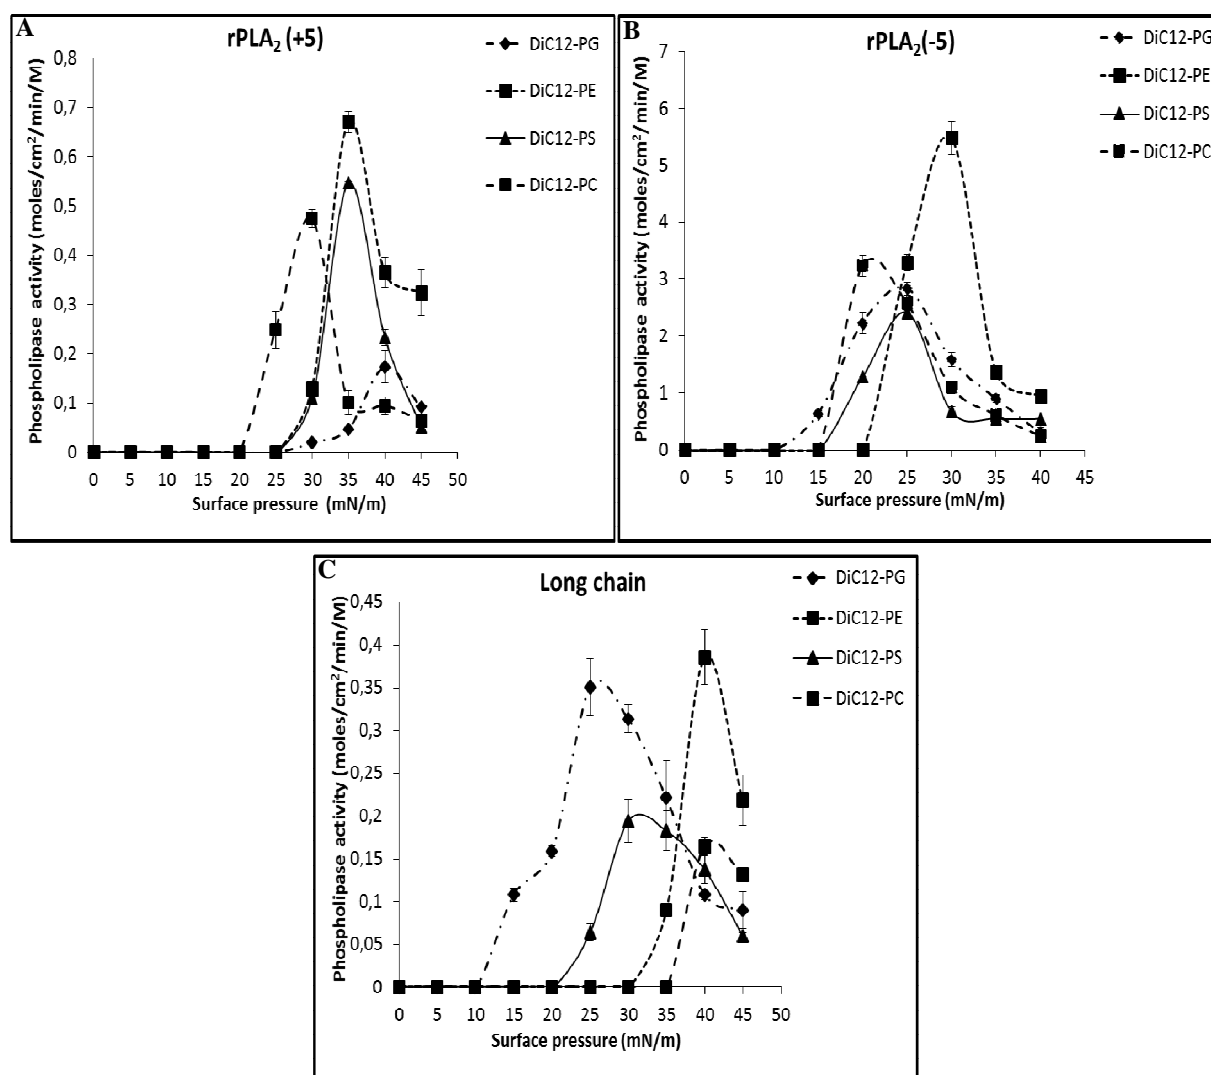 A
rPLA₂ (+5)
Phospholipase activity (moles/cm²/min/M)
0,8
0,7
0,6
0,5
0,4
0,3
0,2
0,1
0
0 5 10 15 20 25 30 35 40 45 50
Surface pressure (mN/m)
DiC12-PG
DiC12-PE
DiC12-PS
DiC12-PC
B
rPLA₂(-5)
Phospholipase activity (moles/cm²/min/M)
7
6
5
4
3
2
1
0
0 5 10 15 20 25 30 35 40 45
Surface pressure (mN/m)
DiC12-PG
DiC12-PE
DiC12-PS
DiC12-PC
C
Long chain
Phospholipase activity (moles/cm²/min/M)
0,45
0,4
0,35
0,3
0,25
0,2
0,15
0,1
0,05
0
0 5 10 15 20 25 30 35 40 45 50
Surface pressure (mN/m)
DiC12-PG
DiC12-PE
DiC12-PS
DiC12-PC